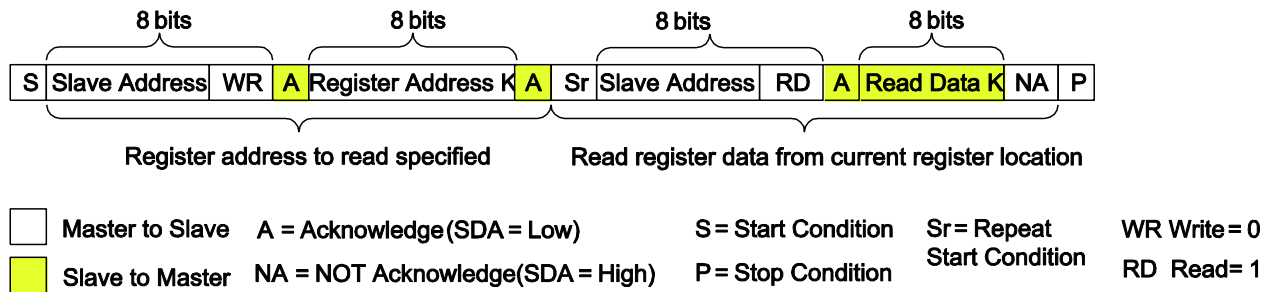 8 bits 8 bits 8 bits 8 bits
S Slave Address WR A Register Address K A Sr Slave Address RD A Read Data K NA P
Register address to read specified Read register data from current register location
Master to Slave A = Acknowledge (SDA = Low) S = Start Condition Sr = Repeat Start Condition WR Write = 0
Slave to Master NA = NOT Acknowledge(SDA = High) P = Stop Condition RD Read= 1